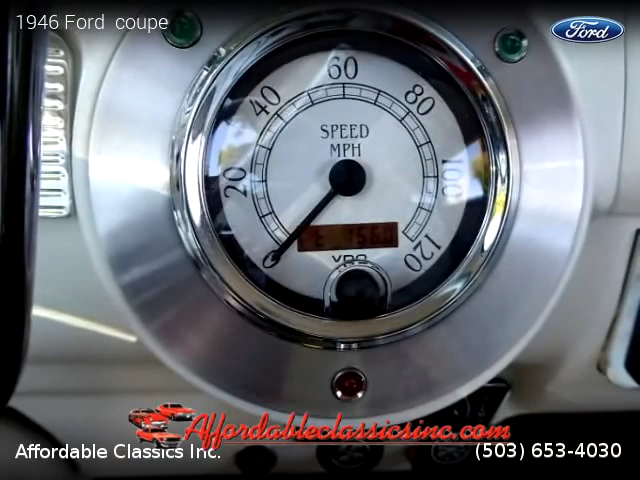 1946 Ford coupe
Ford
60
40
80
SPEED
MPH
20
100
120
Affordableclassicsinc.com
Affordable Classics Inc.
(503) 653-4030